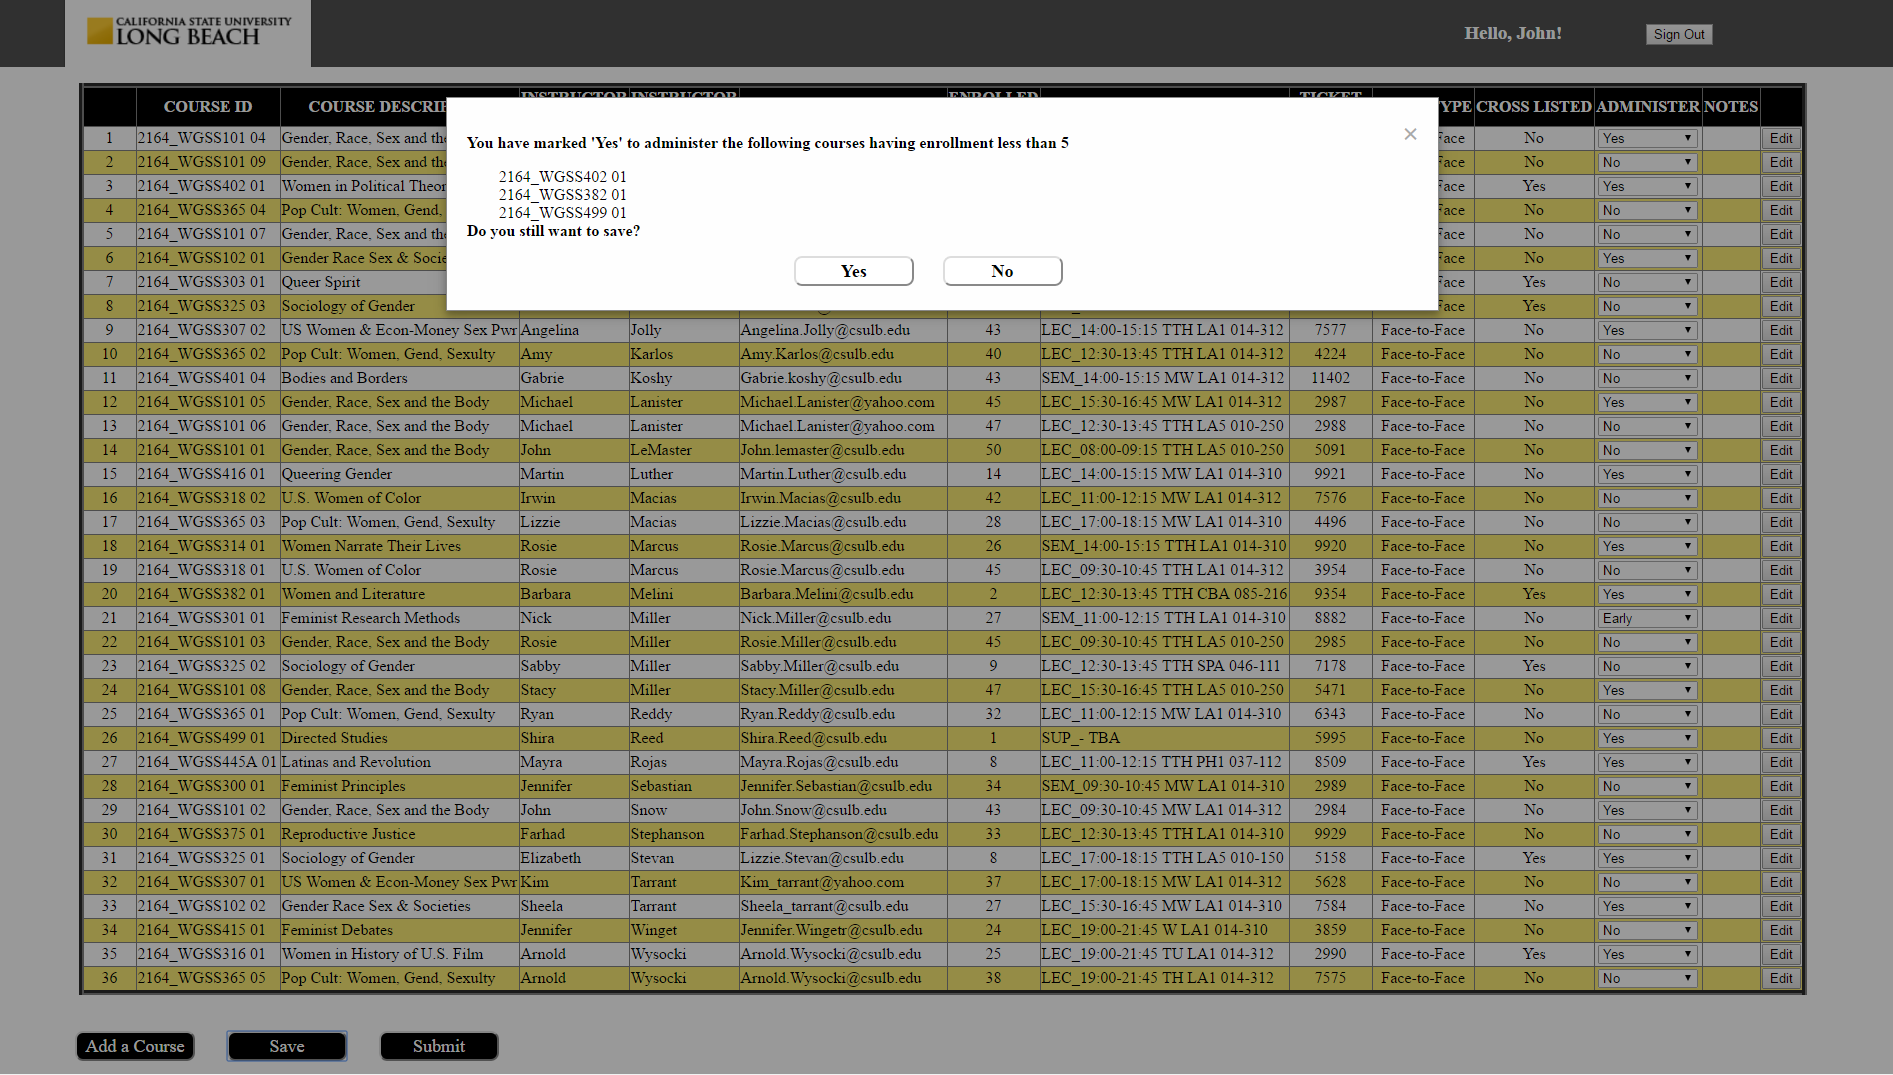 CALIFORNIA STATE UNIVERSITY
LONG BEACH
Hello, John!
Sign Out
COURSE ID COURSE DESCRI INSTRUCTOR INSTRUCTOR ENROLLED TICKET YPE CROSS LISTED ADMINISTER NOTES
You have marked 'Yes' to administer the following courses having enrollment less than 5
×
2164_WGSS402 01
2164_WGSS382 01
2164_WGSS499 01
Do you still want to save?
Yes No
1 2164_WGSS101 04 Gender, Race, Sex and the Face No Yes Edit
2 2164_WGSS101 09 Gender, Race, Sex and the Face No No Edit
3 2164_WGSS402 01 Women in Political Theor Face Yes Yes Edit
4 2164_WGSS365 04 Pop Cult: Women, Gend, Face No No Edit
5 2164_WGSS101 07 Gender, Race, Sex and the Face No No Edit
6 2164_WGSS102 01 Gender Race Sex & Socie Face No Yes Edit
7 2164_WGSS303 01 Queer Spirit Face Yes No Edit
8 2164_WGSS325 03 Sociology of Gender Face Yes No Edit
9 2164_WGSS307 02 US Women & Econ-Money Sex Pwr Angelina Jolly Angelina.Jolly@csulb.edu 43 LEC_14:00-15:15 TTH LA1 014-312 7577 Face-to-Face No Yes Edit
10 2164_WGSS365 02 Pop Cult: Women, Gend, Sexulty Amy Karlos Amy.Karlos@csulb.edu 40 LEC_12:30-13:45 TTH LA1 014-312 4224 Face-to-Face No No Edit
11 2164_WGSS401 04 Bodies and Borders Gabrie Koshy Gabrie.koshy@csulb.edu 43 SEM_14:00-15:15 MW LA1 014-312 11402 Face-to-Face No No Edit
12 2164_WGSS101 05 Gender, Race, Sex and the Body Michael Lanister Michael.Lanister@yahoo.com 45 LEC_15:30-16:45 MW LA1 014-312 2987 Face-to-Face No Yes Edit
13 2164_WGSS101 06 Gender, Race, Sex and the Body Michael Lanister Michael.Lanister@yahoo.com 47 LEC_12:30-13:45 TTH LA5 010-250 2988 Face-to-Face No No Edit
14 2164_WGSS101 01 Gender, Race, Sex and the Body John LeMaster John.lemaster@csulb.edu 50 LEC_08:00-09:15 TTH LA5 010-250 5091 Face-to-Face No No Edit
15 2164_WGSS416 01 Queering Gender Martin Luther Martin.Luther@csulb.edu 14 LEC_14:00-15:15 MW LA1 014-310 9921 Face-to-Face No Yes Edit
16 2164_WGSS318 02 U.S. Women of Color Irwin Macias Irwin.Macias@csulb.edu 42 LEC_11:00-12:15 MW LA1 014-312 7576 Face-to-Face No No Edit
17 2164_WGSS365 03 Pop Cult: Women, Gend, Sexulty Lizzie Macias Lizzie.Macias@csulb.edu 28 LEC_17:00-18:15 MW LA1 014-310 4496 Face-to-Face No No Edit
18 2164_WGSS314 01 Women Narrate Their Lives Rosie Marcus Rosie.Marcus@csulb.edu 26 SEM_14:00-15:15 TTH LA1 014-310 9920 Face-to-Face No Yes Edit
19 2164_WGSS318 01 U.S. Women of Color Rosie Marcus Rosie.Marcus@csulb.edu 45 LEC_09:30-10:45 TTH LA1 014-312 3954 Face-to-Face No No Edit
20 2164_WGSS382 01 Women and Literature Barbara Melini Barbara.Melini@csulb.edu 2 LEC_12:30-13:45 TTH CBA 085-216 9354 Face-to-Face Yes Yes Edit
21 2164_WGSS301 01 Feminist Research Methods Nick Miller Nick.Miller@csulb.edu 27 SEM_11:00-12:15 TTH LA1 014-310 8882 Face-to-Face No Early Edit
22 2164_WGSS101 03 Gender, Race, Sex and the Body Rosie Miller Rosie.Miller@csulb.edu 45 LEC_09:30-10:45 TTH LA5 010-250 2985 Face-to-Face No No Edit
23 2164_WGSS325 02 Sociology of Gender Sabby Miller Sabby.Miller@csulb.edu 9 LEC_12:30-13:45 TTH SPA 046-111 7178 Face-to-Face Yes No Edit
24 2164_WGSS101 08 Gender, Race, Sex and the Body Stacy Miller Stacy.Miller@csulb.edu 47 LEC_15:30-16:45 TTH LA5 010-250 5471 Face-to-Face No Yes Edit
25 2164_WGSS365 01 Pop Cult: Women, Gend, Sexulty Ryan Reddy Ryan.Reddy@csulb.edu 32 LEC_11:00-12:15 MW LA1 014-310 6343 Face-to-Face No No Edit
26 2164_WGSS499 01 Directed Studies Shira Reed Shira.Reed@csulb.edu 1 SUP_- TBA 5995 Face-to-Face No Yes Edit
27 2164_WGSS445A 01 Latinas and Revolution Mayra Rojas Mayra.Rojas@csulb.edu 8 LEC_11:00-12:15 TTH PH1 037-112 8509 Face-to-Face Yes Yes Edit
28 2164_WGSS300 01 Feminist Principles Jennifer Sebastian Jennifer.Sebastian@csulb.edu 34 SEM_09:30-10:45 MW LA1 014-310 2989 Face-to-Face No No Edit
29 2164_WGSS101 02 Gender, Race, Sex and the Body John Snow John.Snow@csulb.edu 43 LEC_09:30-10:45 MW LA1 014-312 2984 Face-to-Face No Yes Edit
30 2164_WGSS375 01 Reproductive Justice Farhad Stephanson Farhad.Stephanson@csulb.edu 33 LEC_12:30-13:45 TTH LA1 014-310 9929 Face-to-Face No No Edit
31 2164_WGSS325 01 Sociology of Gender Elizabeth Stevan Lizzie.Stevan@csulb.edu 8 LEC_17:00-18:15 TTH LA5 010-150 5158 Face-to-Face Yes Yes Edit
32 2164_WGSS307 01 US Women & Econ-Money Sex Pwr Kim Tarrant Kim_tarrant@yahoo.com 37 LEC_17:00-18:15 MW LA1 014-312 5628 Face-to-Face No No Edit
33 2164_WGSS102 02 Gender Race Sex & Societies Sheela Tarrant Sheela_tarrant@csulb.edu 27 LEC_15:30-16:45 MW LA1 014-310 7584 Face-to-Face No Yes Edit
34 2164_WGSS415 01 Feminist Debates Jennifer Winget Jennifer.Wingetr@csulb.edu 24 LEC_19:00-21:45 W LA1 014-310 3859 Face-to-Face No No Edit
35 2164_WGSS316 01 Women in History of U.S. Film Arnold Wysocki Arnold.Wysocki@csulb.edu 25 LEC_19:00-21:45 TU LA1 014-312 2990 Face-to-Face Yes Yes Edit
36 2164_WGSS365 05 Pop Cult: Women, Gend, Sexulty Arnold Wysocki Arnold.Wysocki@csulb.edu 38 LEC_19:00-21:45 TH LA1 014-312 7575 Face-to-Face No No Edit
Add a Course Save Submit